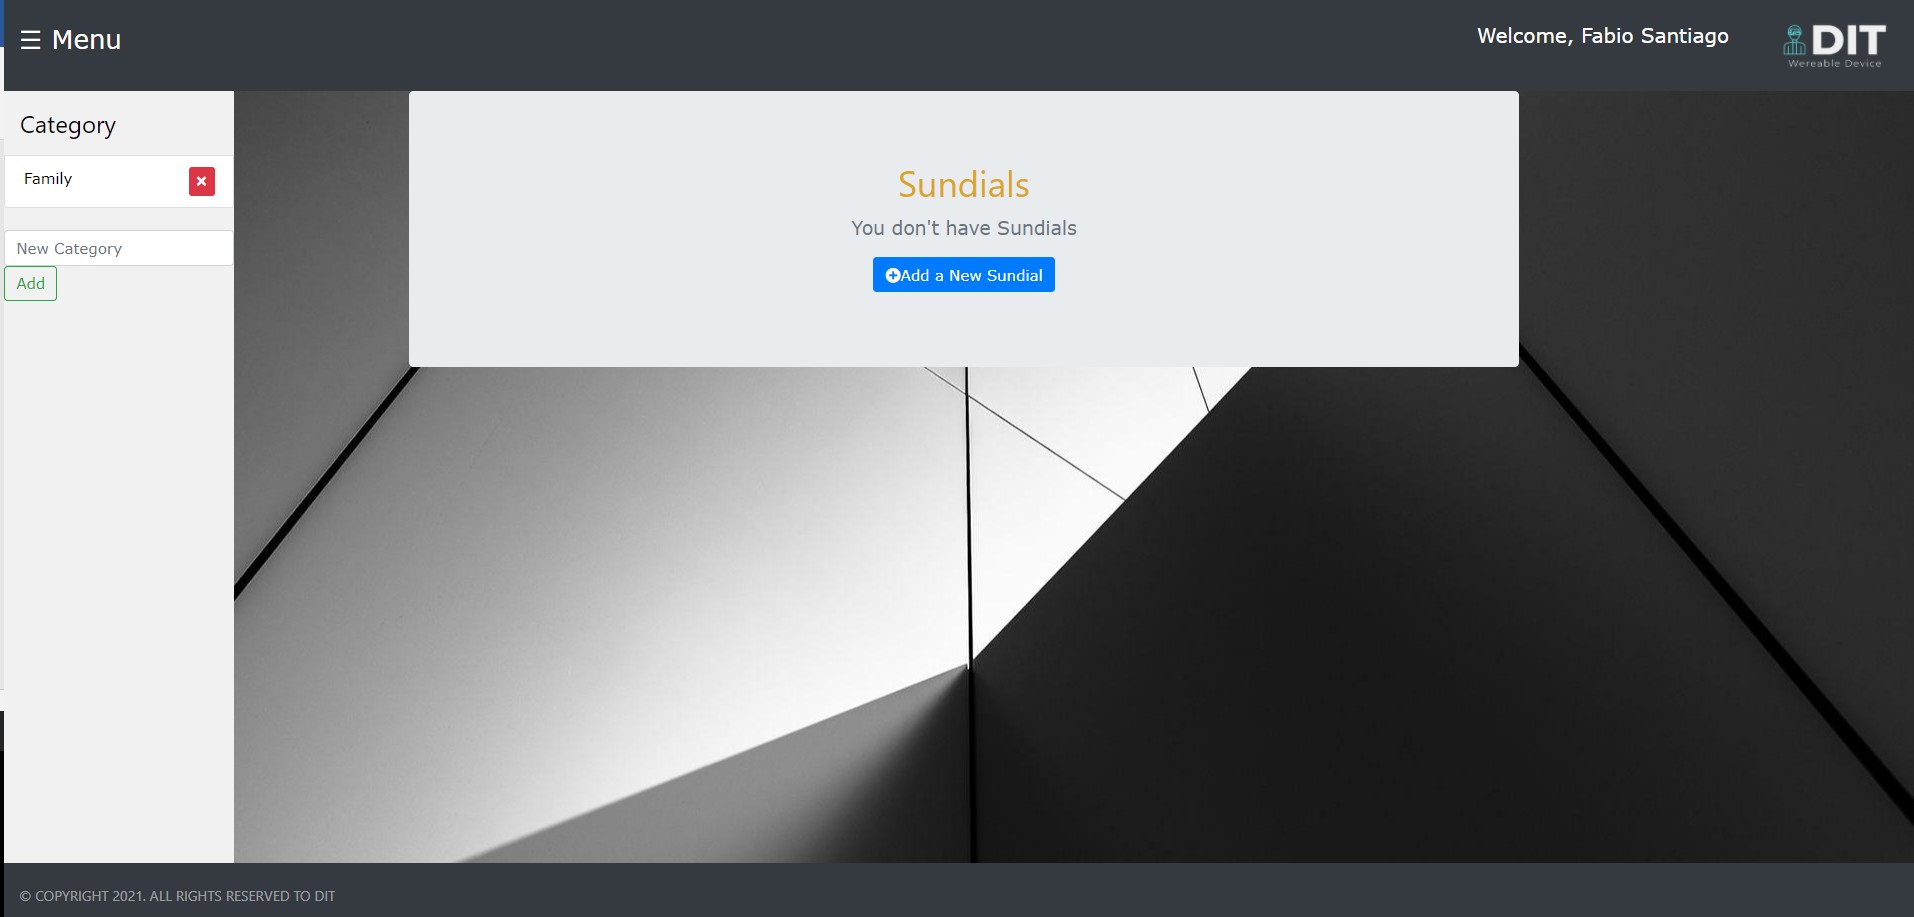 ☰ Menu
Welcome, Fabio Santiago
DIT
Wereable Device
Category
Family
New Category
Add
Sundials
You don't have Sundials
Add a New Sundial
© COPYRIGHT 2021. ALL RIGHTS RESERVED TO DIT